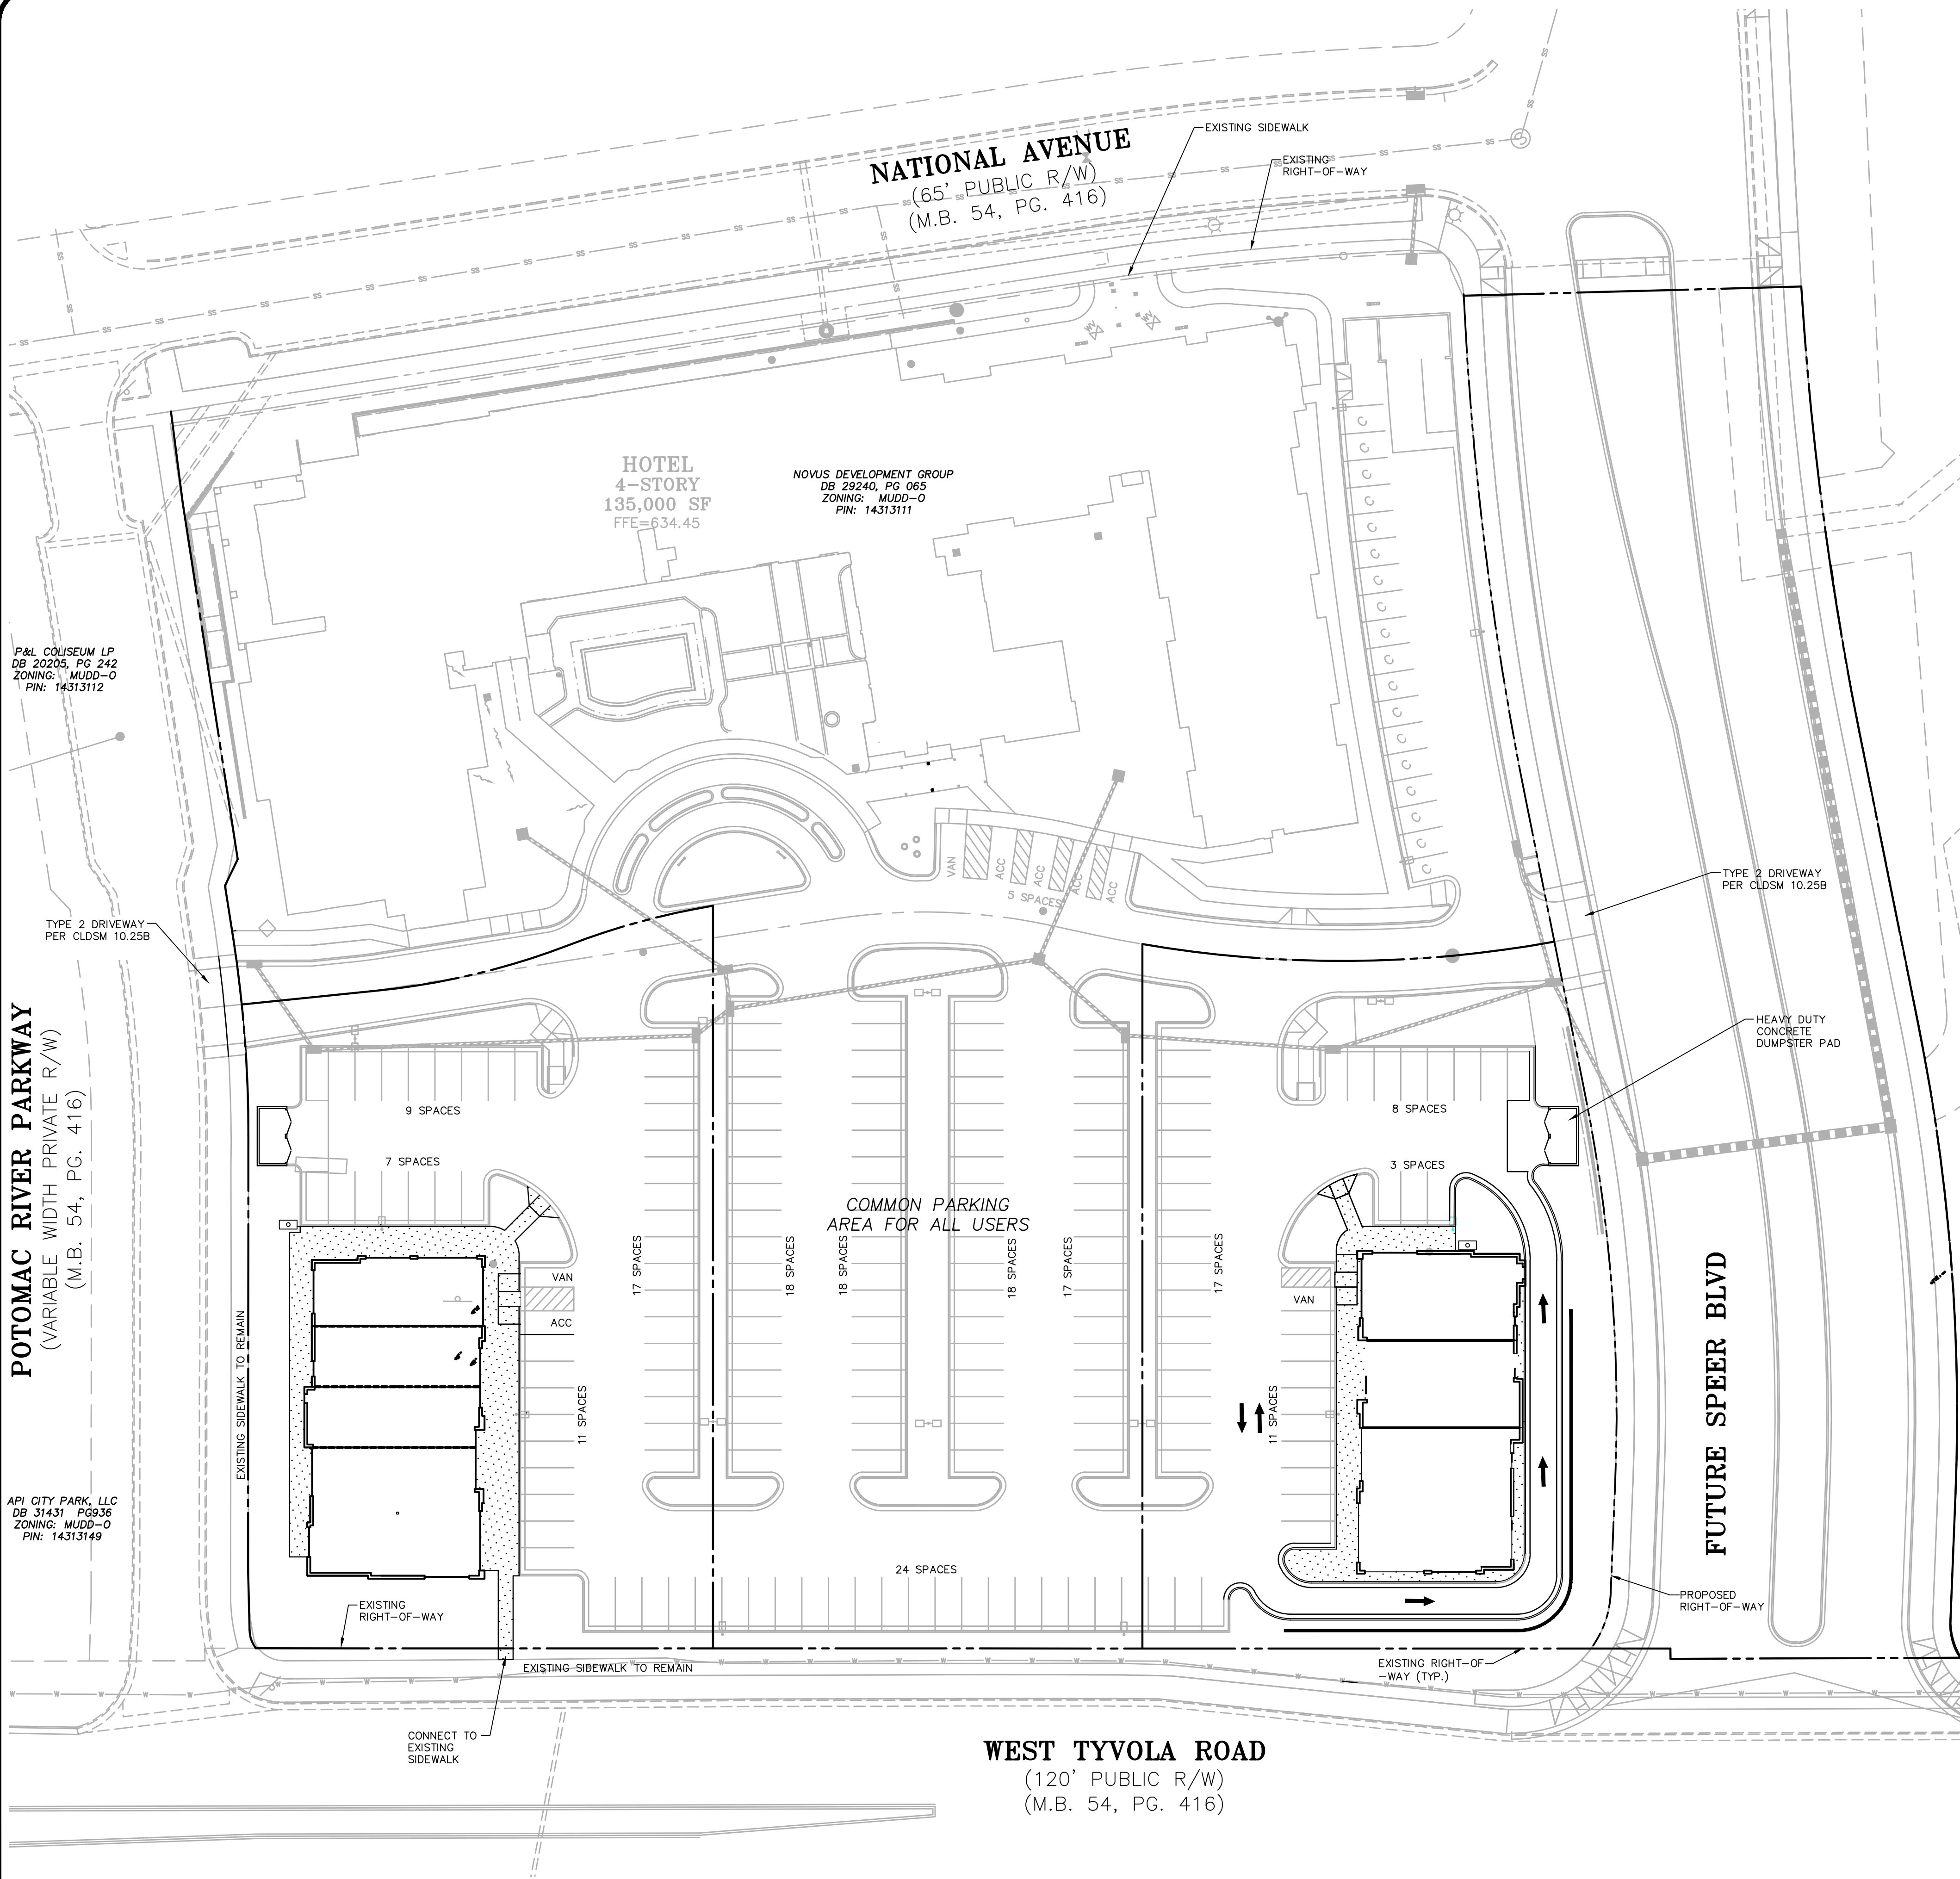 NATIONAL AVENUE
(65' PUBLIC R/W)
(M.B. 54, PG. 416)
EXISTING SIDEWALK
EXISTING
RIGHT-OF-WAY
HOTEL
4-STORY
135,000 SF
FFE=634.45
NOVUS DEVELOPMENT GROUP
DB 29240, PG 065
ZONING: MUDD-O
PIN: 14313111
P&L COLISEUM LP
DB 20205, PG 242
ZONING: MUDD-O
PIN: 14313112
WV
WV
VAN
ACC
ACC
ACC
ACC
5 SPACES
TYPE 2 DRIVEWAY
PER CLDSM 10.25B
TYPE 2 DRIVEWAY
PER CLDSM 10.25B
HEAVY DUTY
CONCRETE
DUMPSTER PAD
POTOMAC RIVER PARKWAY
(VARIABLE WIDTH PRIVATE R/W)
(M.B. 54, PG. 416)
9 SPACES
7 SPACES
8 SPACES
3 SPACES
COMMON PARKING
AREA FOR ALL USERS
17 SPACES
18 SPACES
18 SPACES
18 SPACES
17 SPACES
17 SPACES
VAN
ACC
VAN
11 SPACES
11 SPACES
EXISTING SIDEWALK TO REMAIN
FUTURE SPEER BLVD
API CITY PARK, LLC
DB 31431 PG936
ZONING: MUDD-O
PIN: 14313149
24 SPACES
EXISTING
RIGHT-OF-WAY
PROPOSED
RIGHT-OF-WAY
EXISTING SIDEWALK TO REMAIN
EXISTING RIGHT-OF
-WAY (TYP.)
CONNECT TO
EXISTING
SIDEWALK
WEST TYVOLA ROAD
(120' PUBLIC R/W)
(M.B. 54, PG. 416)